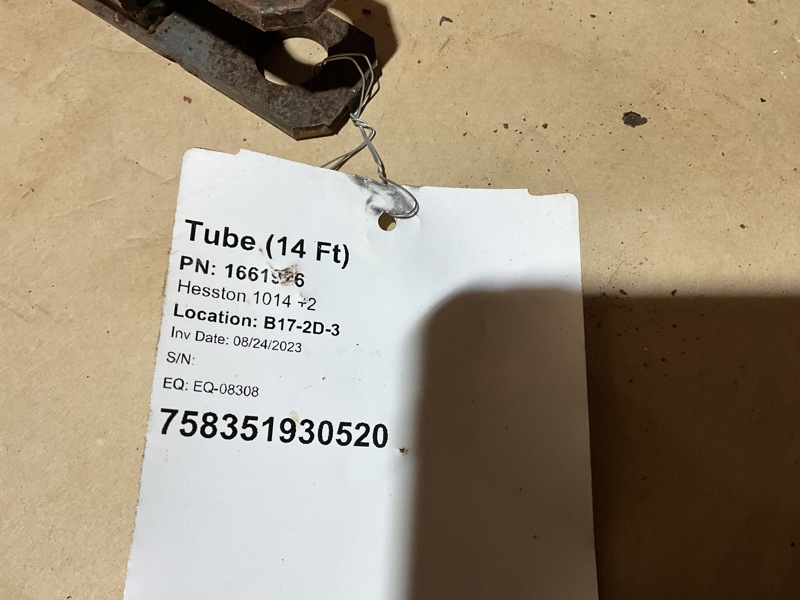 Tube (14 Ft)
PN:
Hesston 1014 +2
Location: B17-2D-3
Inv Date: 08/24/2023
S/N:
EQ: EQ-08308
758351930520